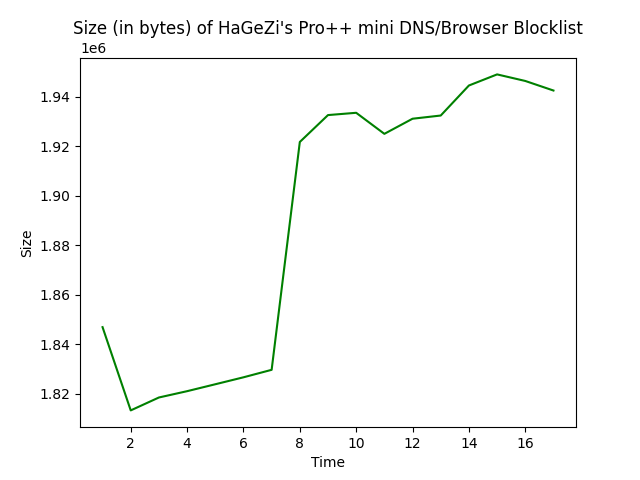 Size (in bytes) of HaGeZi's Pro++ mini DNS/Browser Blocklist
1e6
1.94
1.92
1.90
1.88
1.86
1.84
1.82
Size
2 4 6 8 10 12 14 16
Time